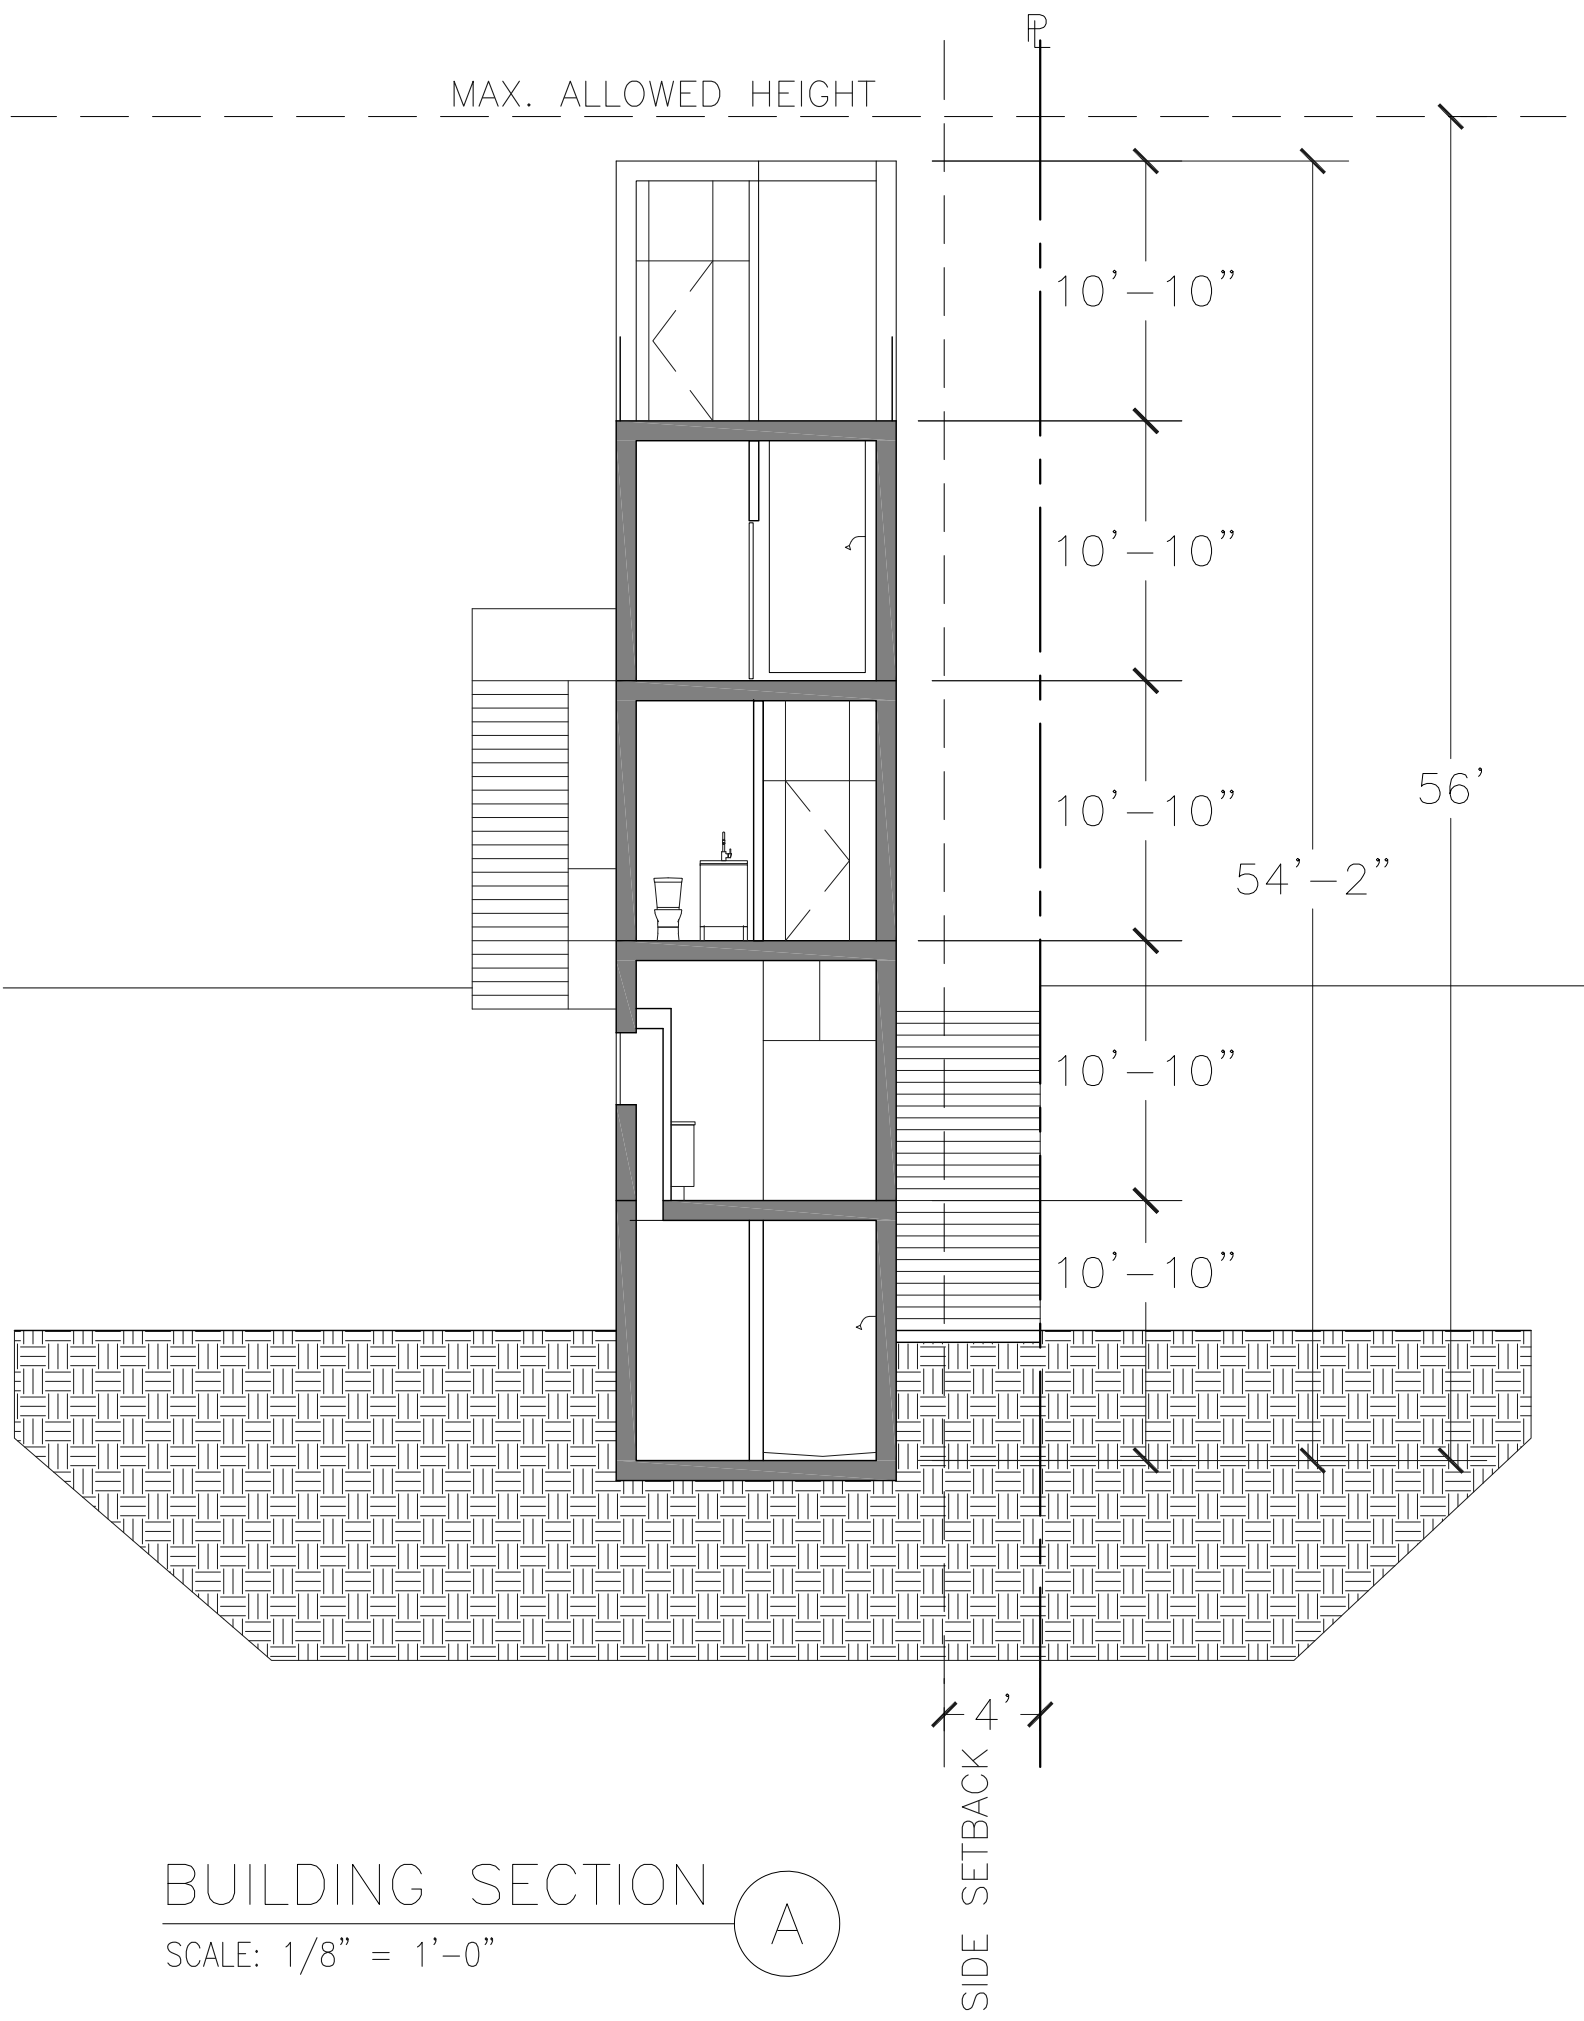 PL
MAX. ALLOWED HEIGHT
10'-10"
10'-10"
10'-10"
56'
54'-2"
10'-10"
10'-10"
4'
SIDE SETBACK
BUILDING SECTION
A
SCALE: 1/8" = 1'-0"